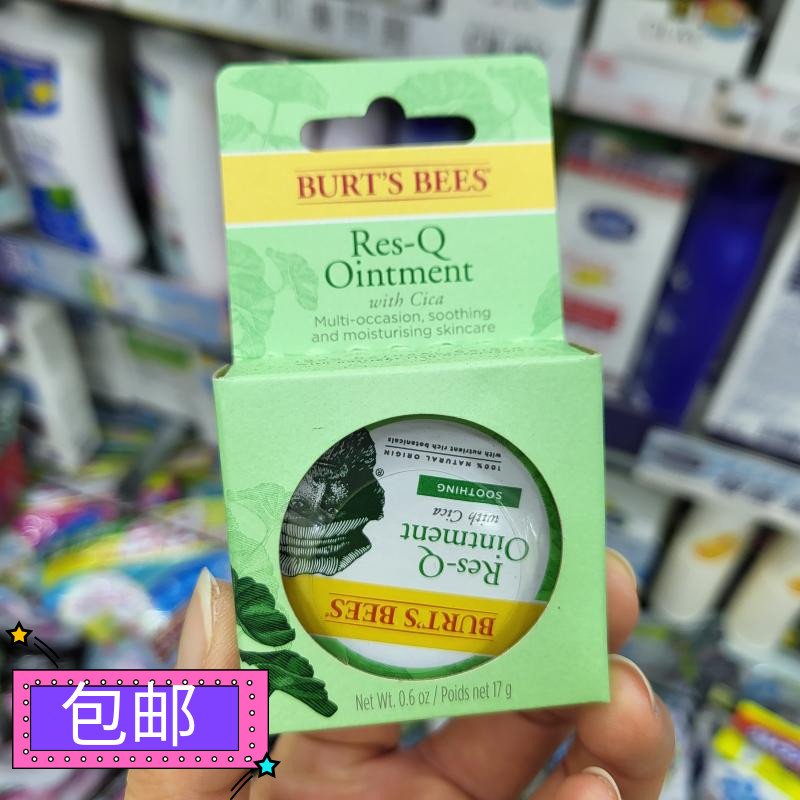 BURT'S BEES®
Res-Q
Ointment
with Cica
Multi-occasion, soothing
and moisturising skincare
BURT'S BEES®
Res-Q
Ointment
with Cica
SOOTHING
100% NATURAL ORIGIN
with nutrient rich botanicals
®
Net Wt. 0.6 oz / Poids net 17 g
包邮